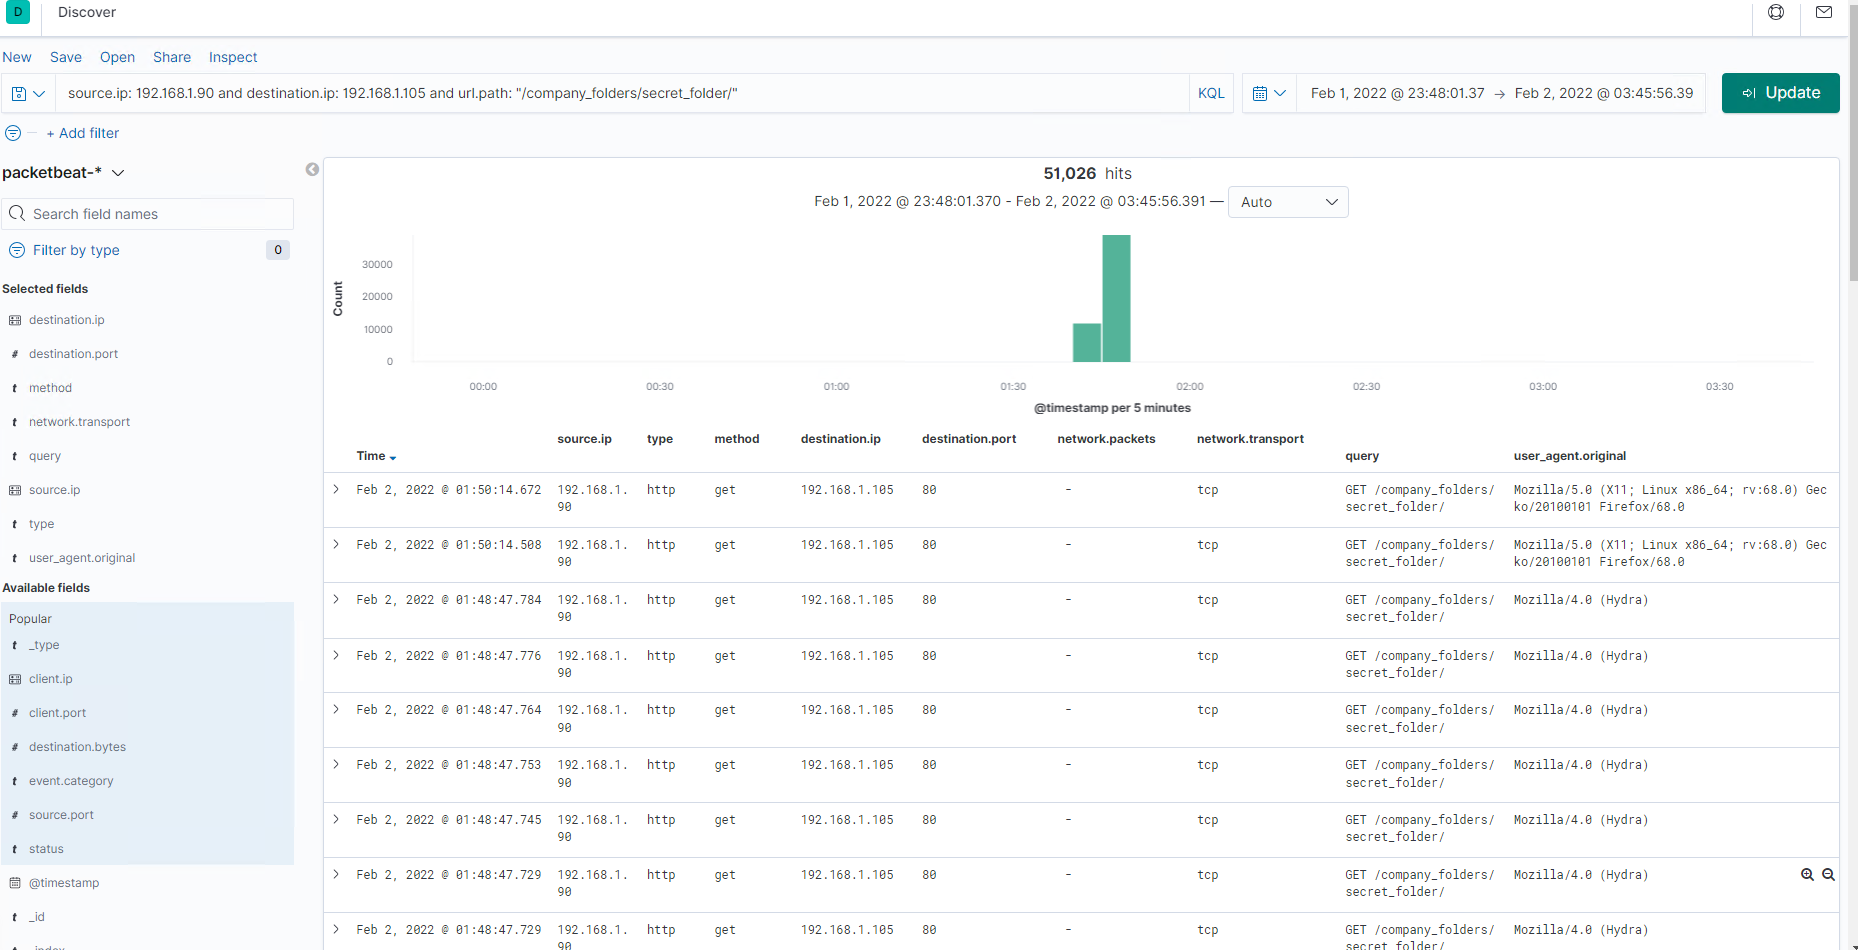 D Discover
New Save Open Share Inspect
source.ip: 192.168.1.90 and destination.ip: 192.168.1.105 and url.path: "/company_folders/secret_folder/" KQL Feb 1, 2022 @ 23:48:01.37 → Feb 2, 2022 @ 03:45:56.39 Update
+ Add filter
packetbeat-*
Search field names
Filter by type 0
Selected fields
destination.ip
# destination.port
t method
t network.transport
t query
source.ip
t type
t user_agent.original
Available fields
Popular
t _type
client.ip
# client.port
# destination.bytes
t event.category
# source.port
t status
@timestamp
t _id
t _index
51,026 hits
Feb 1, 2022 @ 23:48:01.370 - Feb 2, 2022 @ 03:45:56.391 — Auto
Count
30000
20000
10000
0
00:00 00:30 01:00 01:30 02:00 02:30 03:00 03:30
@timestamp per 5 minutes
Time source.ip type method destination.ip destination.port network.packets network.transport query user_agent.original
Feb 2, 2022 @ 01:50:14.672 192.168.1. http get 192.168.1.105 80 - tcp GET /company_folders/ Mozilla/5.0 (X11; Linux x86_64; rv:68.0) Gec
90 secret_folder/ ko/20100101 Firefox/68.0
Feb 2, 2022 @ 01:50:14.508 192.168.1. http get 192.168.1.105 80 - tcp GET /company_folders/ Mozilla/5.0 (X11; Linux x86_64; rv:68.0) Gec
90 secret_folder/ ko/20100101 Firefox/68.0
Feb 2, 2022 @ 01:48:47.784 192.168.1. http get 192.168.1.105 80 - tcp GET /company_folders/ Mozilla/4.0 (Hydra)
90 secret_folder/
Feb 2, 2022 @ 01:48:47.776 192.168.1. http get 192.168.1.105 80 - tcp GET /company_folders/ Mozilla/4.0 (Hydra)
90 secret_folder/
Feb 2, 2022 @ 01:48:47.764 192.168.1. http get 192.168.1.105 80 - tcp GET /company_folders/ Mozilla/4.0 (Hydra)
90 secret_folder/
Feb 2, 2022 @ 01:48:47.753 192.168.1. http get 192.168.1.105 80 - tcp GET /company_folders/ Mozilla/4.0 (Hydra)
90 secret_folder/
Feb 2, 2022 @ 01:48:47.745 192.168.1. http get 192.168.1.105 80 - tcp GET /company_folders/ Mozilla/4.0 (Hydra)
90 secret_folder/
Feb 2, 2022 @ 01:48:47.729 192.168.1. http get 192.168.1.105 80 - tcp GET /company_folders/ Mozilla/4.0 (Hydra)
90 secret_folder/
Feb 2, 2022 @ 01:48:47.729 192.168.1. http get 192.168.1.105 80 - tcp GET /company_folders/ Mozilla/4.0 (Hydra)
90 secret_folder/